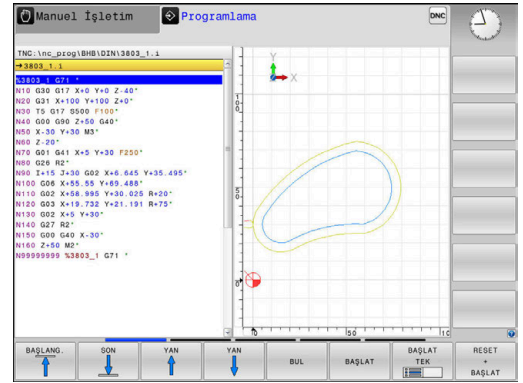 Manuel İşletim
Programlama
DNC
TNC:\nc_prog\BHB\DIN\3803_1.i
→3803_1.i
%3803_1 G71 *
N10 G30 G17 X+0 Y+0 Z-40*
N20 G31 X+100 Y+100 Z+0*
N30 T5 G17 S500 F100*
N40 G00 G90 Z+50 G40*
N50 X-30 Y+30 M3*
N60 Z-20*
N70 G01 G41 X+5 Y+30 F250*
N80 G26 R2*
N90 I+15 J+30 G02 X+6.645 Y+35.495*
N100 G06 X+55.55 Y+69.488*
N110 G02 X+58.995 Y+30.025 R+20*
N120 G03 X+19.732 Y+21.191 R+75*
N130 G02 X+5 Y+30*
N140 G27 R2*
N150 G00 G40 X-30*
N160 Z+50 M2*
N99999999 %3803_1 G71 *
Y
X
100
50
0
0
50
BAŞLANG.
SON
YAN
YAN
BUL
BAŞLAT
BAŞLAT
TEK
RESET
+
BAŞLAT